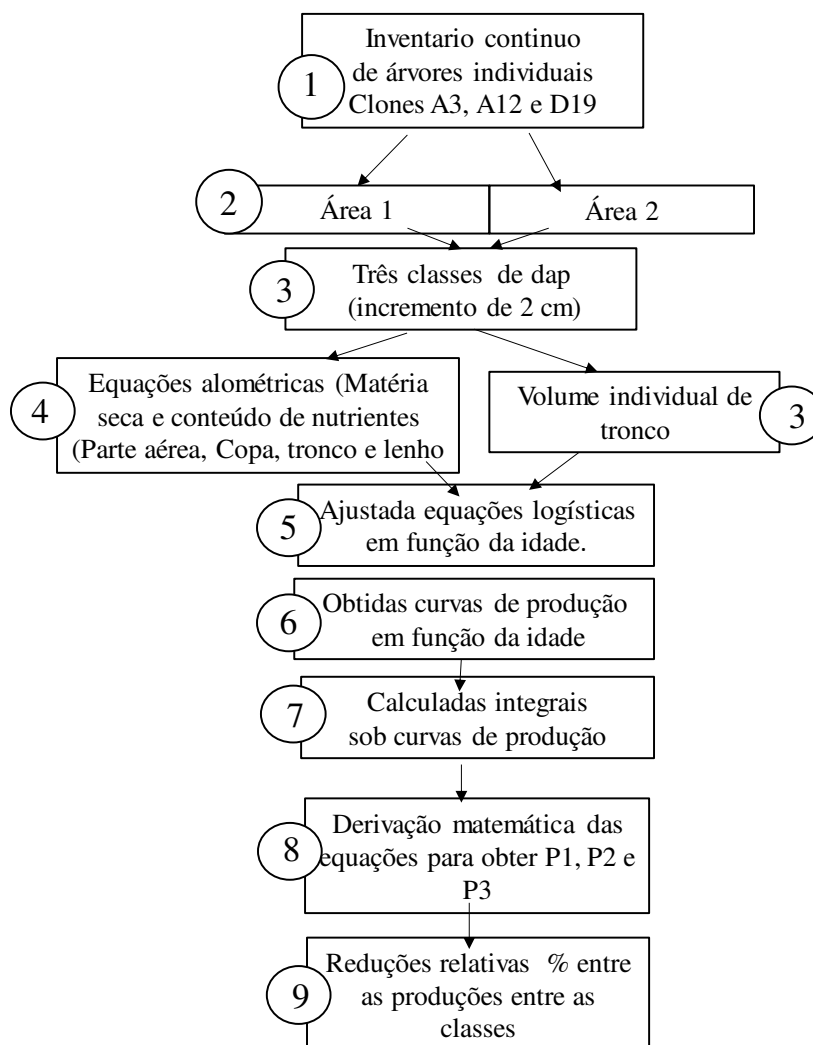 1
Inventario continuo
de árvores individuais
Clones A3, A12 e D19
2
Área 1
Área 2
3
Três classes de dap
(incremento de 2 cm)
4
Equações alométricas (Matéria
seca e conteúdo de nutrientes
(Parte aérea, Copa, tronco e lenho
Volume individual de
tronco
3
5
Ajustada equações logísticas
em função da idade.
6
Obtidas curvas de produção
em função da idade
7
Calculadas integrais
sob curvas de produção
8
Derivação matemática das
equações para obter P1, P2 e
P3
9
Reduções relativas % entre
as produções entre as
classes